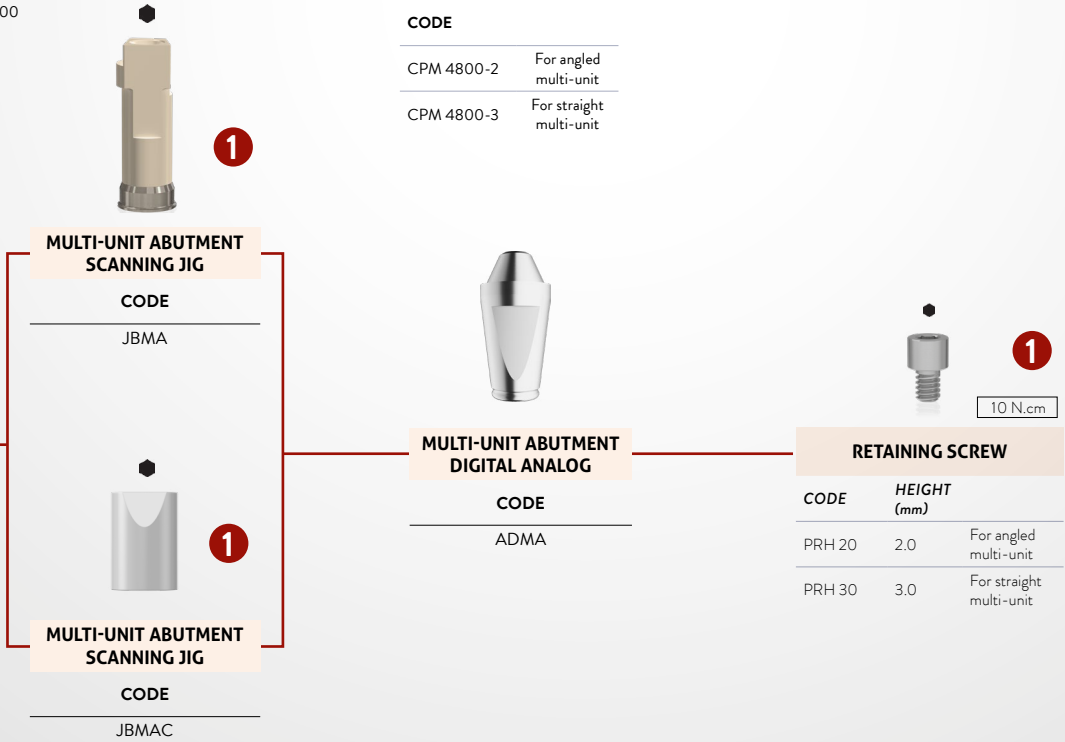 00
CODE
CPM 4800-2
For angled
multi-unit
CPM 4800-3
For straight
multi-unit
1
MULTI-UNIT ABUTMENT
SCANNING JIG
CODE
JBMA
1
MULTI-UNIT ABUTMENT
SCANNING JIG
CODE
JBMAC
MULTI-UNIT ABUTMENT
DIGITAL ANALOG
CODE
ADMA
1
10 N.cm
RETAINING SCREW
CODE
HEIGHT
(mm)
PRH 20
2.0
For angled
multi-unit
PRH 30
3.0
For straight
multi-unit